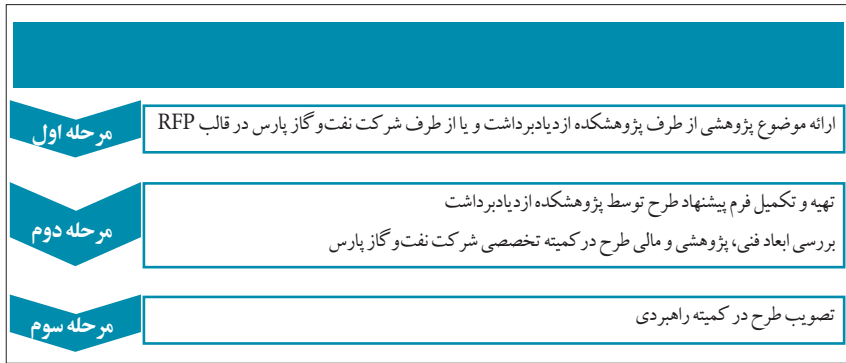 مرحله اول
ارائه موضوع پژوهشی از طرف پژوهشکده ازدیادبرداشت و یا از طرف شرکت نفت‌وگاز پارس در قالب RFP
مرحله دوم
تهیه و تکمیل فرم پیشنهاد طرح توسط پژوهشکده ازدیادبرداشت
بررسی ابعاد فنی، پژوهشی و مالی طرح درکمیته تخصصی شرکت نفت‌وگاز پارس
مرحله سوم
تصویب طرح در کمیته راهبردی